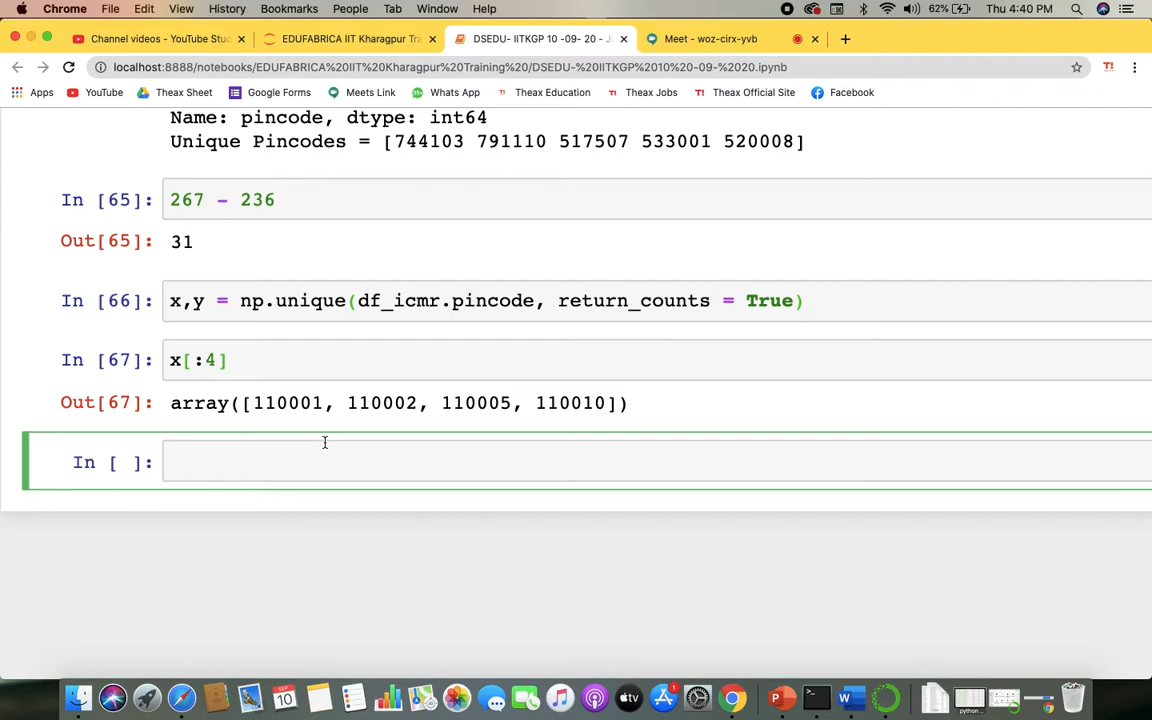 Chrome File Edit View History Bookmarks People Tab Window Help 62% Thu 4:40 PM
Channel videos - YouTube Stu EDUFABRICA IIT Kharagpur Tra DSEDU- IITKGP 10 -09- 20 - J Meet - woz-cirx-yvb
localhost:8888/notebooks/EDUFABRICA%20IIT%20Kharagpur%20Training%20/DSEDU-%20IITKGP%2010%20-09-%2020.ipynb T!
Apps YouTube Theax Sheet Google Forms Meets Link Whats App Theax Education T! Theax Jobs T! Theax Official Site Facebook
Name: pincode, dtype: int64
Unique Pincodes = [744103 791110 517507 533001 520008]
In [65]: 267 - 236
Out[65]: 31
In [66]: x,y = np.unique(df_icmr.pincode, return_counts = True)
In [67]: x[:4]
Out[67]: array([110001, 110002, 110005, 110010])
In [ ]: